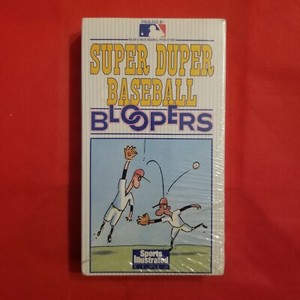 SUPER DUPER
BASEBALL
BLOOPERS
Sports
Illustrated